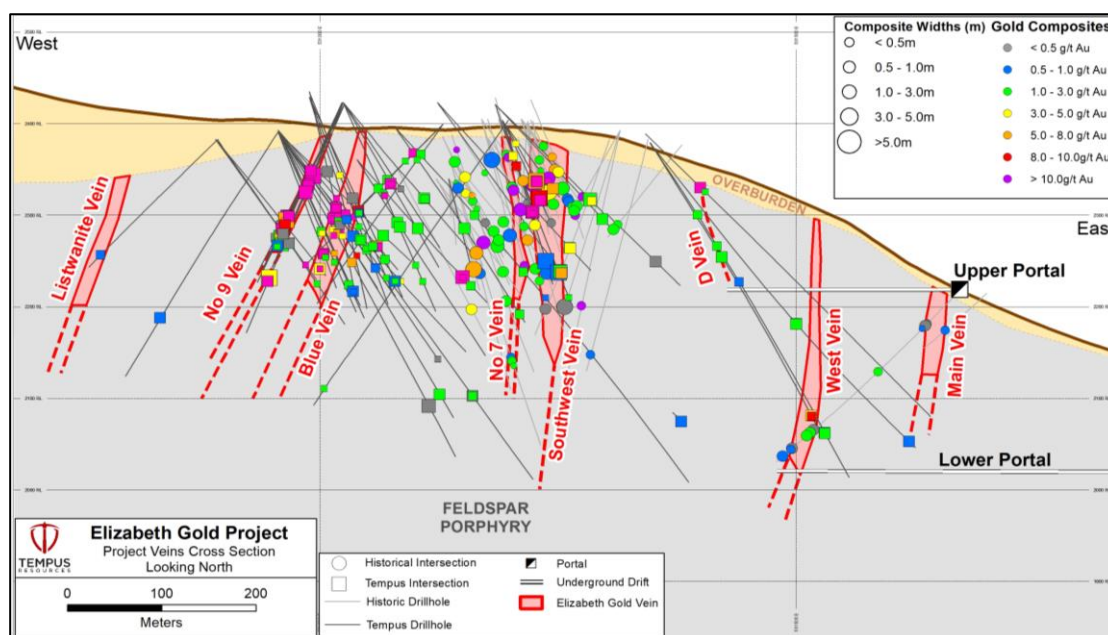 West
East
Composite Widths (m)
< 0.5m
0.5 - 1.0m
1.0 - 3.0m
3.0 - 5.0m
>5.0m
Gold Composites
< 0.5 g/t Au
0.5 - 1.0 g/t Au
1.0 - 3.0 g/t Au
3.0 - 5.0 g/t Au
5.0 - 8.0 g/t Au
8.0 - 10.0g/t Au
> 10.0g/t Au
OVERBURDEN
Listwanite Vein
No 9 Vein
Blue Vein
No 7 Vein
Southwest Vein
D Vein
West Vein
Main Vein
Upper Portal
Lower Portal
FELDSPAR
PORPHYRY
TEMPUS
RESOURCES
Elizabeth Gold Project
Project Veins Cross Section
Looking North
0 100 200
Meters
Historical Intersection
Tempus Intersection
Historic Drillhole
Tempus Drillhole
Portal
Underground Drift
Elizabeth Gold Vein